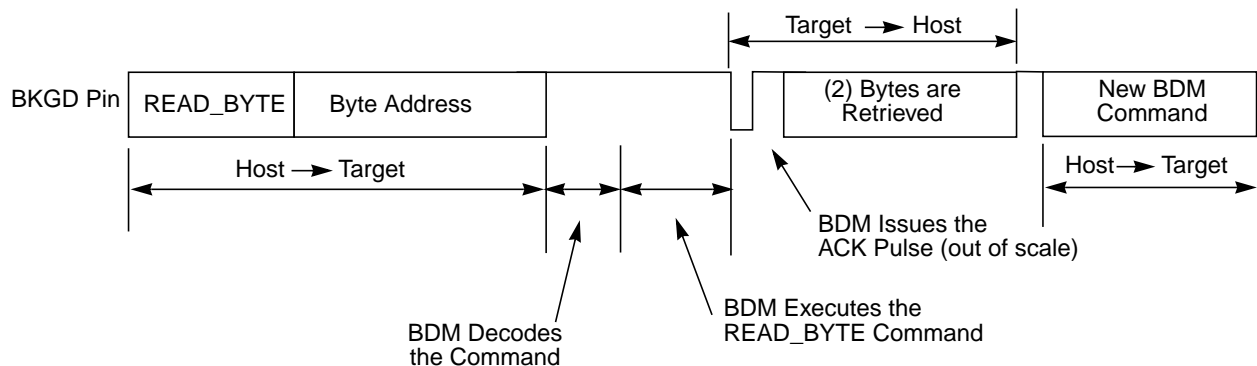 Target → Host
BKGD Pin
READ_BYTE
Byte Address
(2) Bytes are
Retrieved
New BDM
Command
Host → Target
Host → Target
BDM Issues the
ACK Pulse (out of scale)
BDM Decodes
the Command
BDM Executes the
READ_BYTE Command